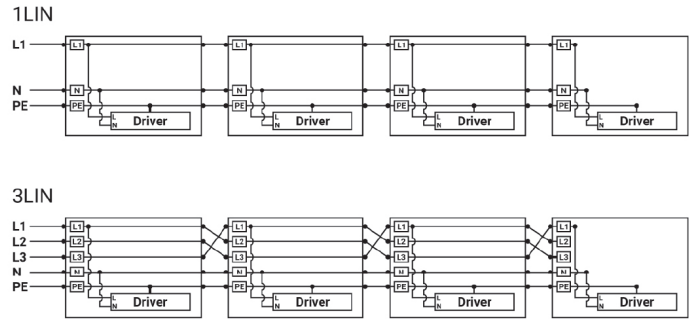 1LIN
L1 L1 L1 L1 L1
N N N N N
PE PE PE PE PE
L Driver L Driver L Driver L Driver
N N N N
3LIN
L1 L1 L1 L1 L1
L2 L2 L2 L2 L2
L3 L3 L3 L3 L3
N N N N N
PE PE PE PE PE
L Driver L Driver L Driver L Driver
N N N N